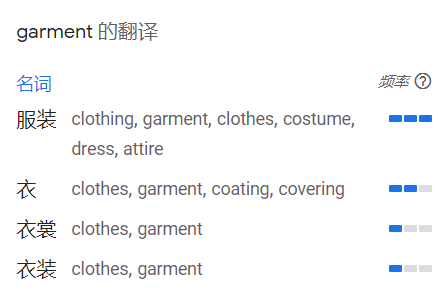 garment 的翻译
名词 频率
服装 clothing, garment, clothes, costume,
dress, attire
衣 clothes, garment, coating, covering
衣裳 clothes, garment
衣装 clothes, garment